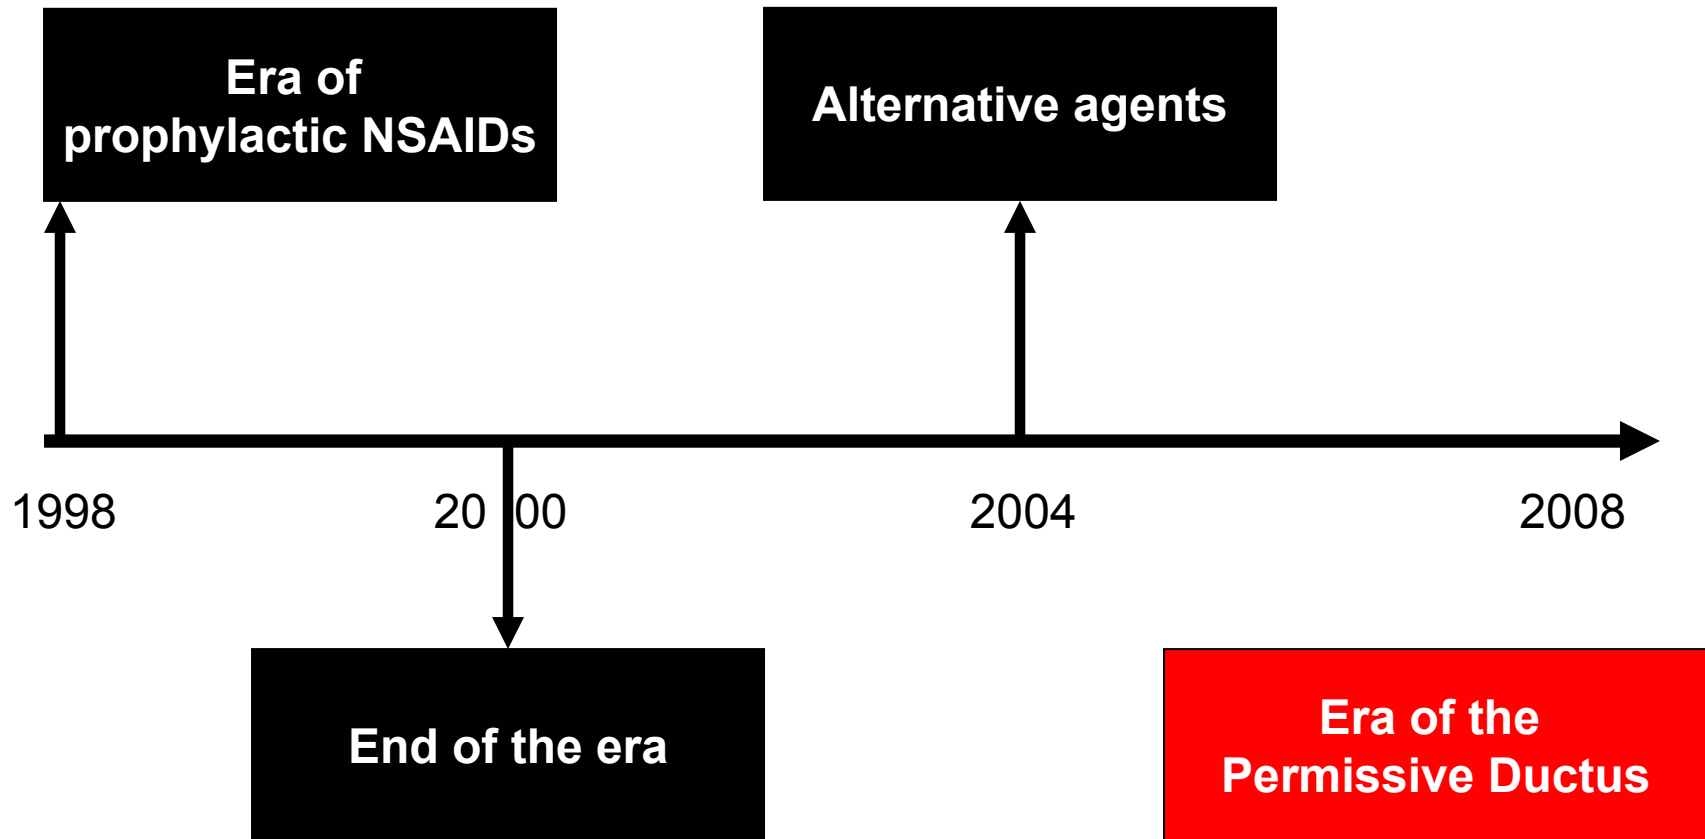 Era of
prophylactic NSAIDs
Alternative agents
1998
20 00
2004
2008
End of the era
Era of the
Permissive Ductus